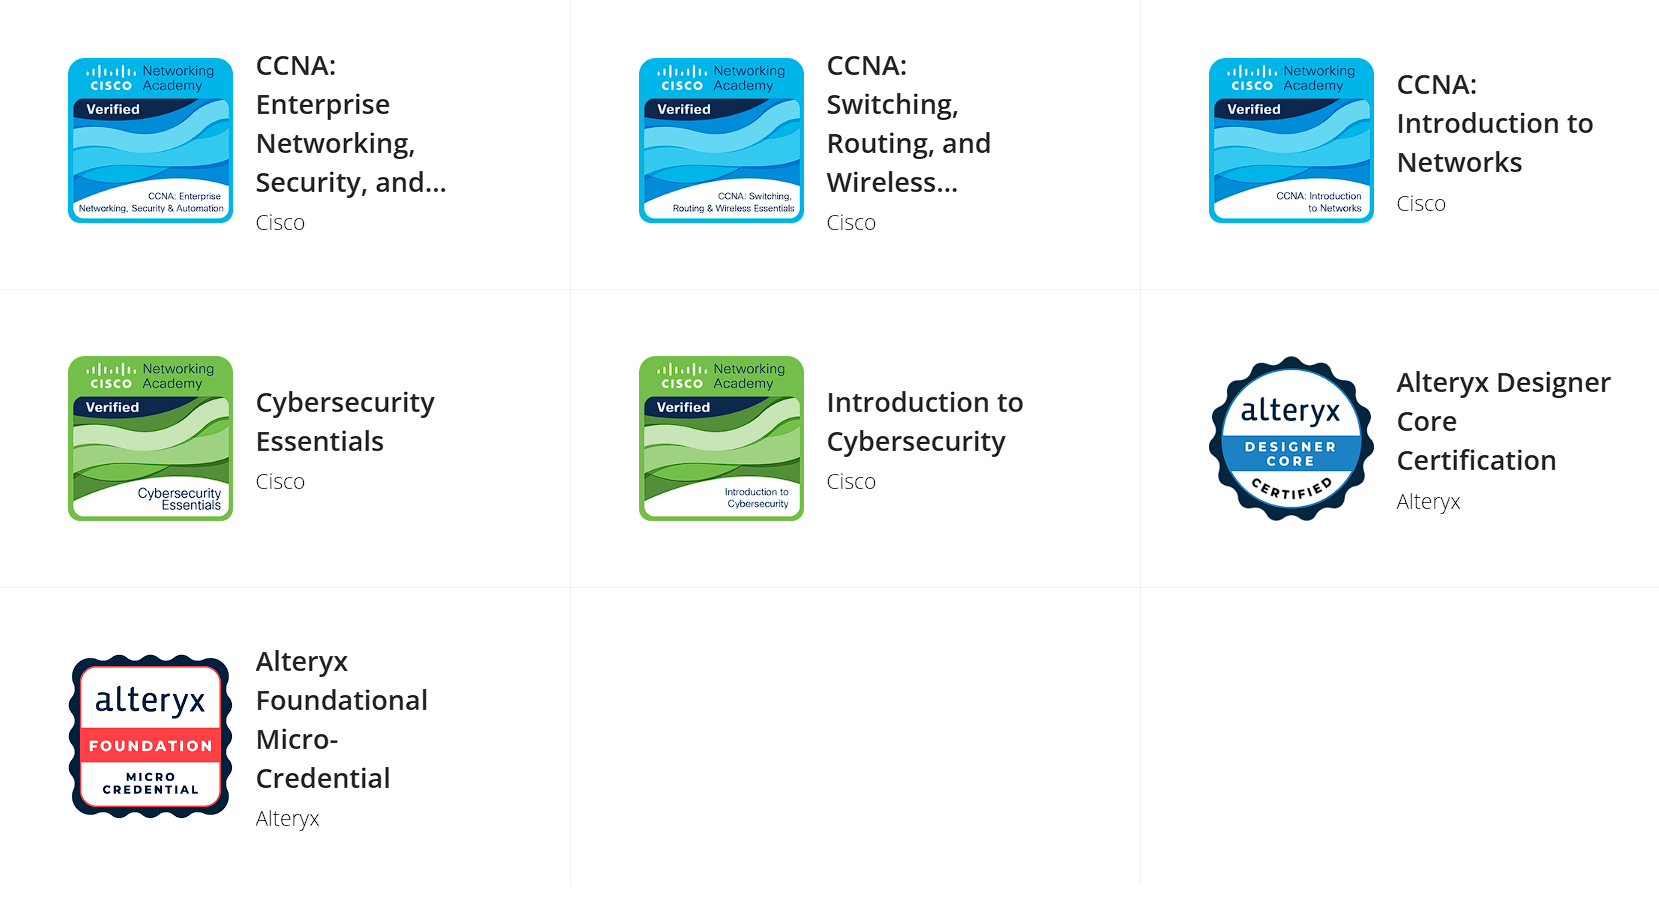 CISCO Networking
Academy
Verified
CCNA: Enterprise
Networking, Security & Automation
CCNA:
Enterprise
Networking,
Security, and...
Cisco
CISCO Networking
Academy
Verified
CCNA: Switching,
Routing & Wireless Essentials
CCNA:
Switching,
Routing, and
Wireless...
Cisco
CISCO Networking
Academy
Verified
CCNA: Introduction
to Networks
CCNA:
Introduction to
Networks
Cisco
CISCO Networking
Academy
Verified
Cybersecurity
Essentials
Cybersecurity
Essentials
Cisco
CISCO Networking
Academy
Verified
Introduction to
Cybersecurity
Introduction to
Cybersecurity
Cisco
alteryx
DESIGNER
CORE
CERTIFIED
Alteryx Designer
Core
Certification
Alteryx
alteryx
FOUNDATION
MICRO
CREDENTIAL
Alteryx
Foundational
Micro-
Credential
Alteryx